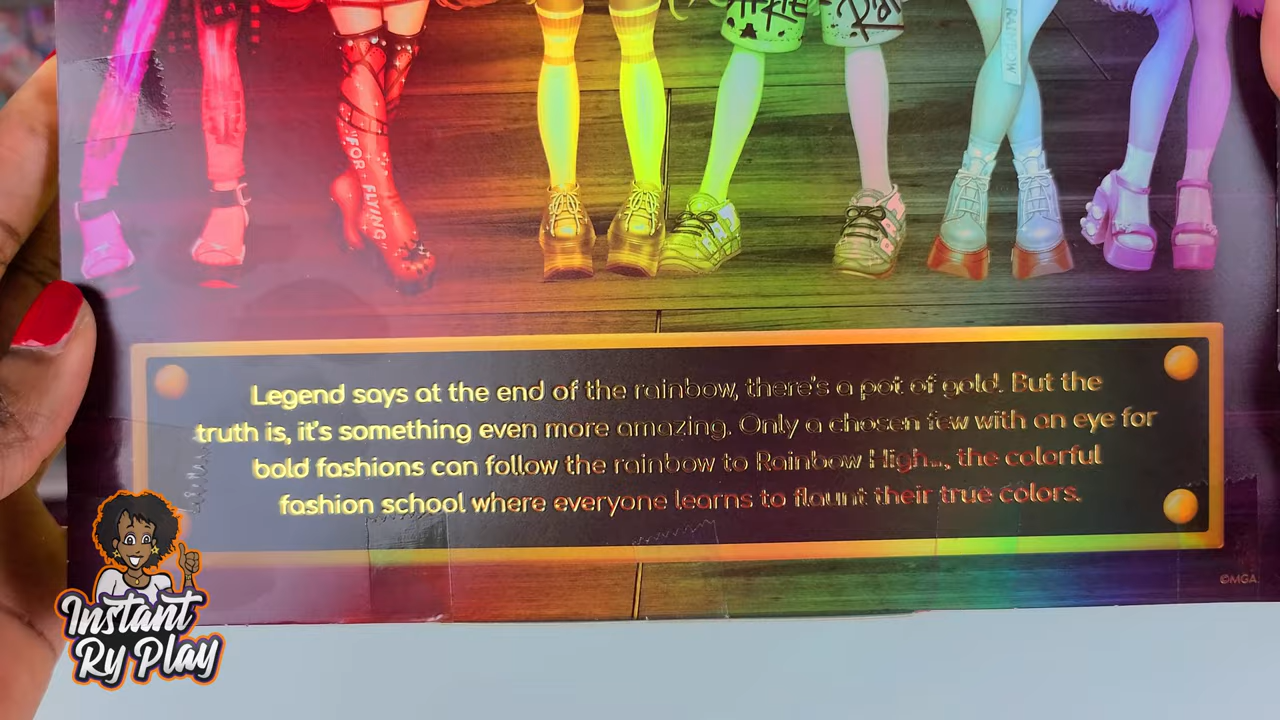 RAINBOW
FOR · FLYING
Legend says at the end of the rainbow, there's a pot of gold. But the
truth is, it's something even more amazing. Only a chosen few with an eye for
bold fashions can follow the rainbow to Rainbow High™, the colorful
fashion school where everyone learns to flaunt their true colors.
©MGA
Instant
Ry Play